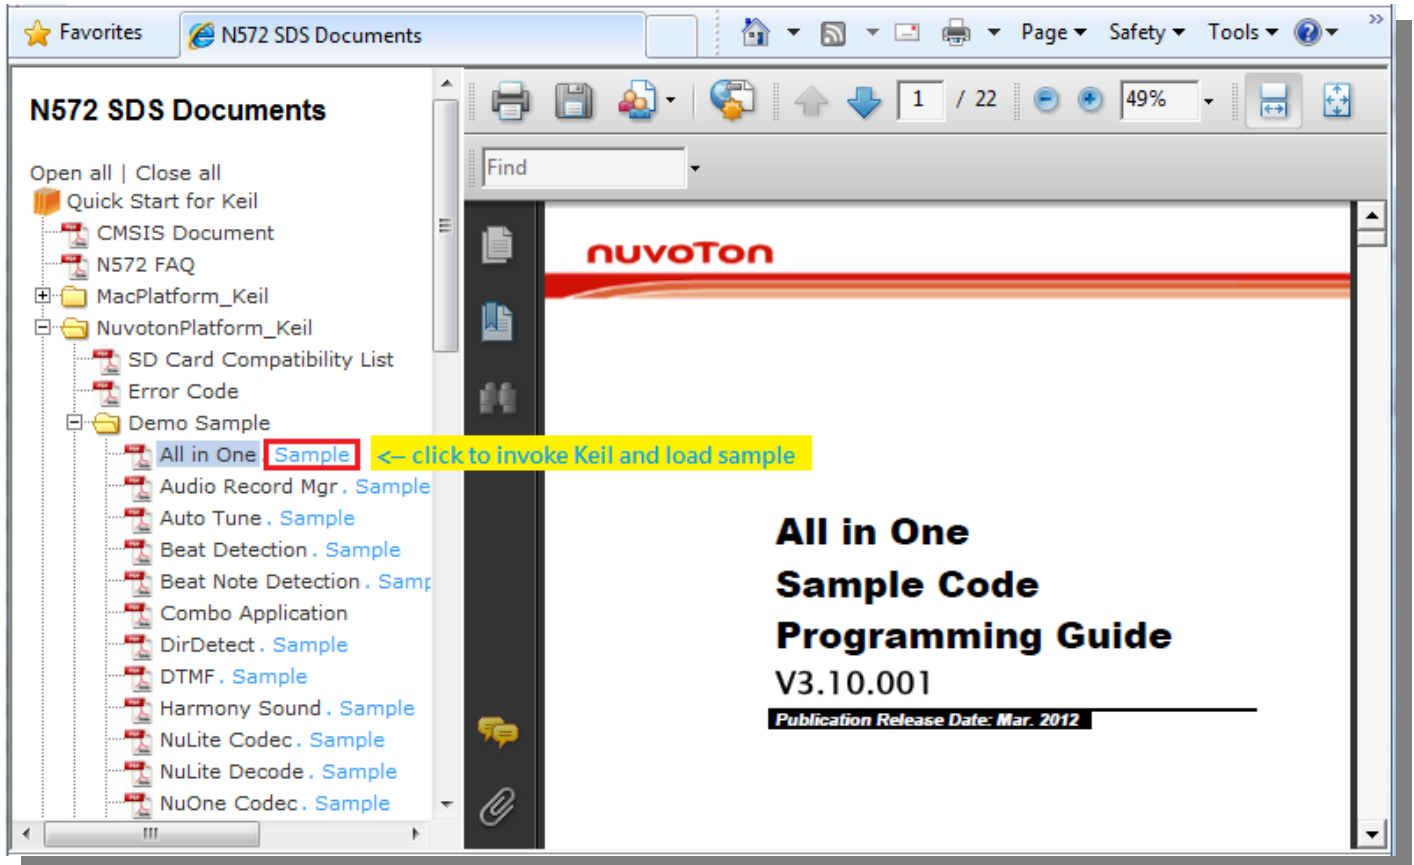 Favorites
N572 SDS Documents
Page
Safety
Tools
N572 SDS Documents
Open all | Close all
Quick Start for Keil
CMSIS Document
N572 FAQ
MacPlatform_Keil
NuvotonPlatform_Keil
SD Card Compatibility List
Error Code
Demo Sample
All in One . Sample
<– click to invoke Keil and load sample
Audio Record Mgr . Sample
Auto Tune . Sample
Beat Detection . Sample
Beat Note Detection . Samp
Combo Application
DirDetect . Sample
DTMF . Sample
Harmony Sound . Sample
NuLite Codec . Sample
NuLite Decode . Sample
NuOne Codec . Sample
1 / 22
49%
Find
nuvoTon
All in One
Sample Code
Programming Guide
V3.10.001
Publication Release Date: Mar. 2012